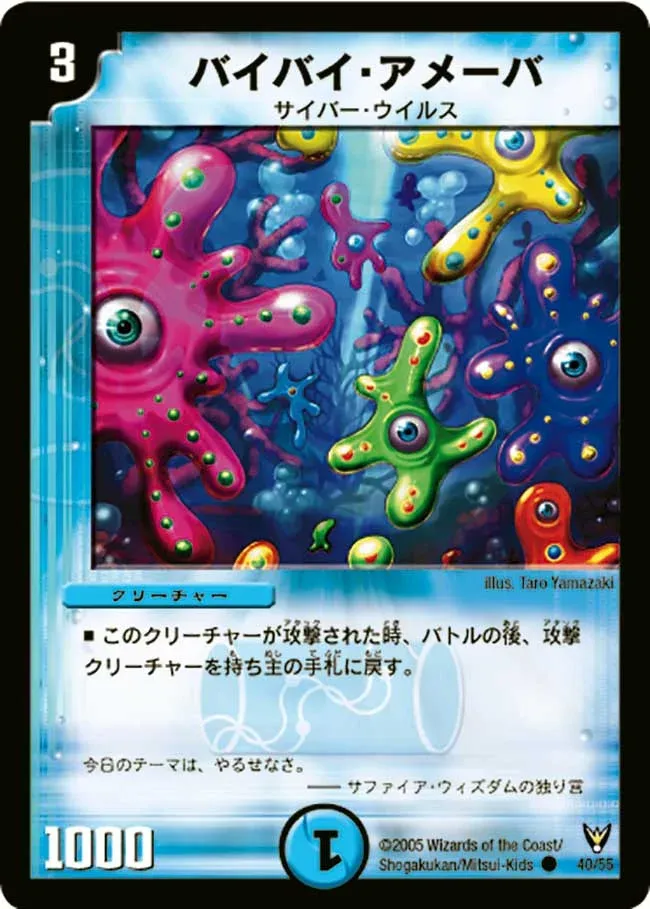 3
バイバイ・アメーバ
サイバー・ウイルス
illus. Taro Yamazaki
クリーチャー
■ このクリーチャーが攻撃された時、バトルの後、攻撃
クリーチャーを持ち主の手札に戻す。
今日のテーマは、やるせなさ。
―― サファイア・ウィズダムの独り言
1000
1
©2005 Wizards of the Coast/
Shogakukan/Mitsui-Kids
40/55